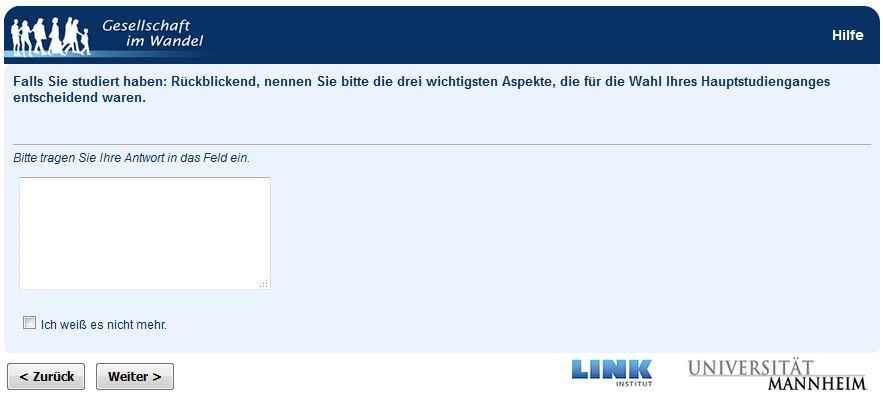 Gesellschaft
im Wandel
Hilfe
Falls Sie studiert haben: Rückblickend, nennen Sie bitte die drei wichtigsten Aspekte, die für die Wahl Ihres Hauptstudienganges
entscheidend waren.
Bitte tragen Sie Ihre Antwort in das Feld ein.
Ich weiß es nicht mehr.
< Zurück
Weiter >
LINK
INSTITUT
UNIVERSITÄT
MANNHEIM